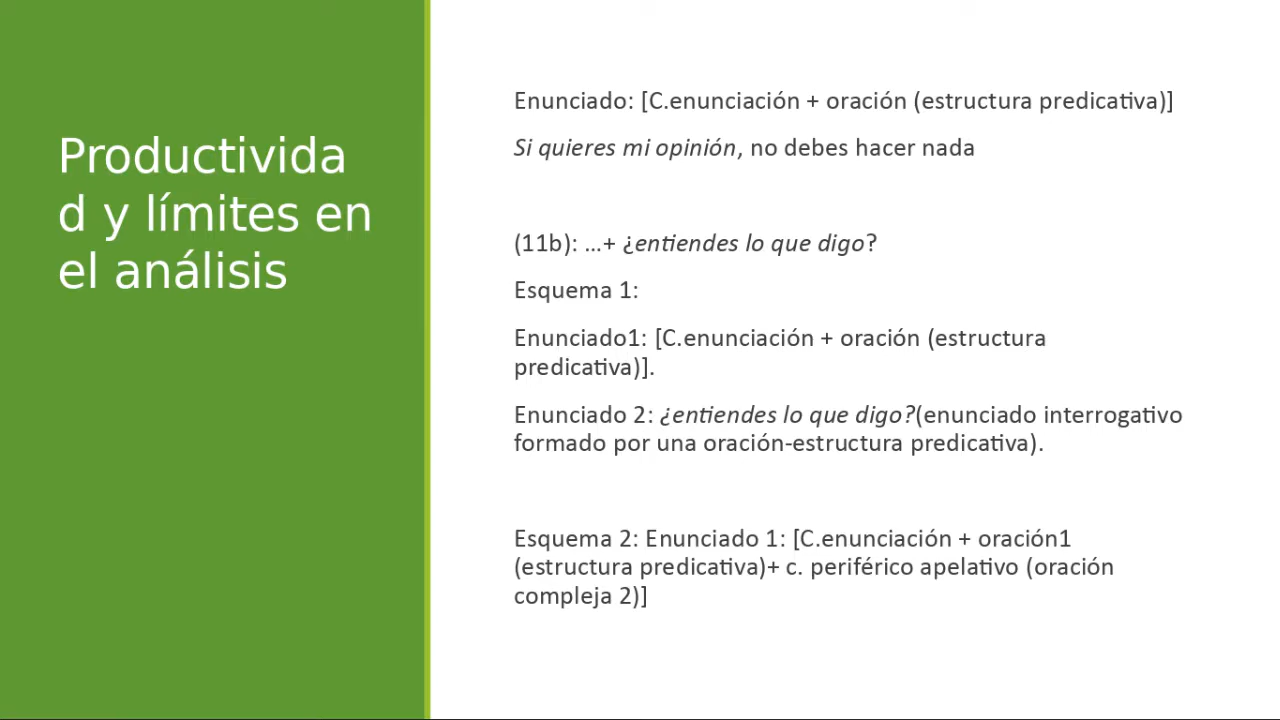 Productivida
d y límites en
el análisis
Enunciado: [C.enunciación + oración (estructura predicativa)]
Si quieres mi opinión, no debes hacer nada
(11b): …+ ¿entiendes lo que digo?
Esquema 1:
Enunciado1: [C.enunciación + oración (estructura
predicativa)].
Enunciado 2: ¿entiendes lo que digo?(enunciado interrogativo
formado por una oración-estructura predicativa).
Esquema 2: Enunciado 1: [C.enunciación + oración1
(estructura predicativa)+ c. periférico apelativo (oración
compleja 2)]